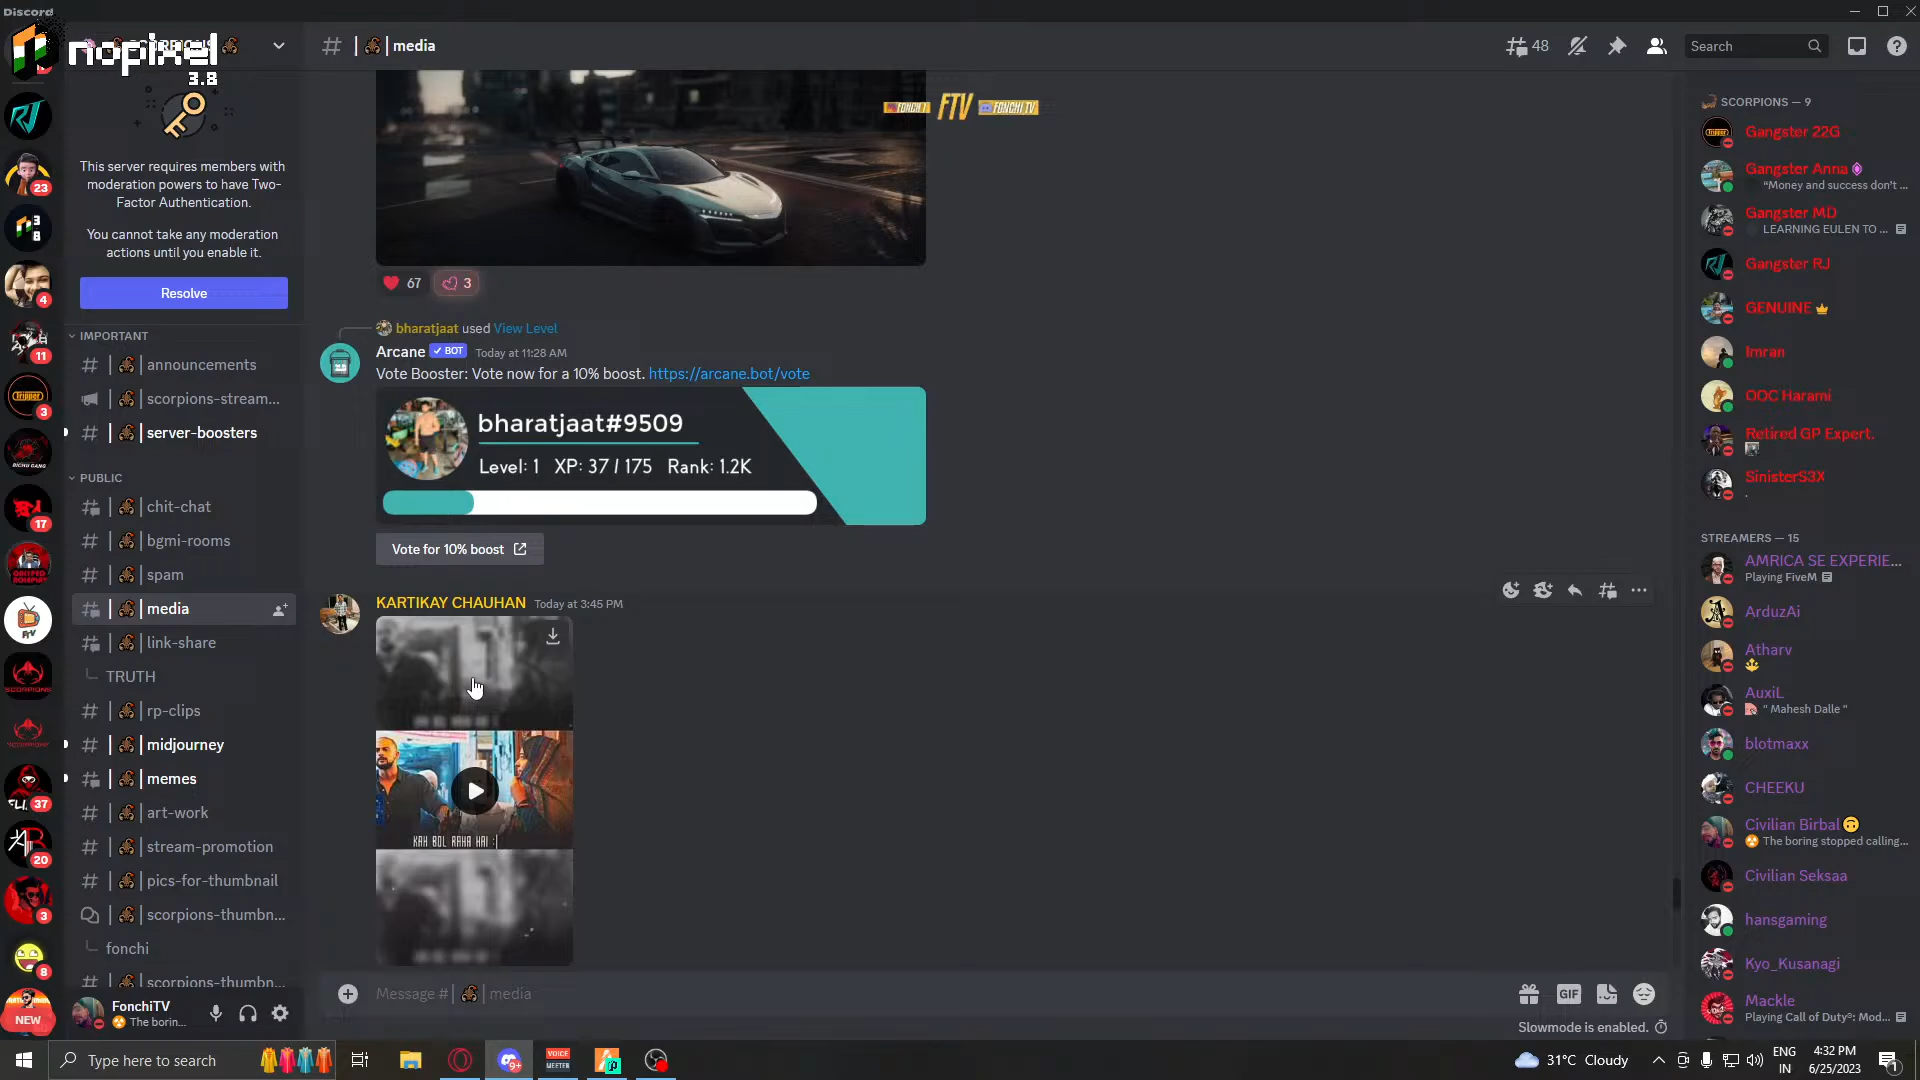 Discord
nopixel
3.8
This server requires members with
moderation powers to have Two-
Factor Authentication.
You cannot take any moderation
actions until you enable it.
Resolve
IMPORTANT
announcements
scorpions-stream...
server-boosters
PUBLIC
chit-chat
bgmi-rooms
spam
media
link-share
TRUTH
rp-clips
midjourney
memes
art-work
stream-promotion
pics-for-thumbnail
scorpions-thumbn...
fonchi
scorpions-thumbn...
FonchiTV
The borin...
23
4
11
3
17
37
20
3
8
NEW
# | media
48
Search
FTV
FONCHI TV
67
3
bharatjaat used View Level
Arcane BOT Today at 11:28 AM
Vote Booster: Vote now for a 10% boost. https://arcane.bot/vote
bharatjaat#9509
Level: 1 XP: 37 / 175 Rank: 1.2K
Vote for 10% boost
KARTIKAY CHAUHAN Today at 3:45 PM
KAH BOL RAHA HAI :|
Message # | media
GIF
Slowmode is enabled.
SCORPIONS — 9
Gangster 22G
Gangster Anna
"Money and success don't ...
Gangster MD
LEARNING EULEN TO ...
Gangster RJ
GENUINE
Imran
OOC Harami
Retired GP Expert.
SinisterS3X
.
STREAMERS — 15
AMRICA SE EXPERIE...
Playing FiveM
ArduzAi
Atharv
AuxiL
" Mahesh Dalle "
blotmaxx
CHEEKU
Civilian Birbal
The boring stopped calling...
Civilian Seksaa
hansgaming
Kyo_Kusanagi
Mackle
Playing Call of Duty®: Mod...
Type here to search
9+
VOICE
MEETER
31°C Cloudy
ENG
IN
4:32 PM
6/25/2023
1